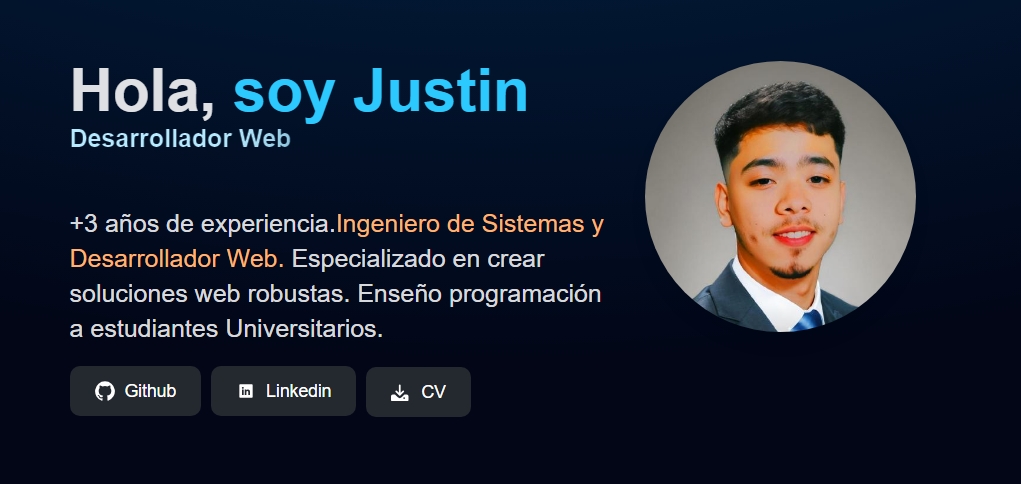 Hola, soy Justin
Desarrollador Web
+3 años de experiencia.Ingeniero de Sistemas y
Desarrollador Web. Especializado en crear
soluciones web robustas. Enseño programación
a estudiantes Universitarios.
Github Linkedin CV